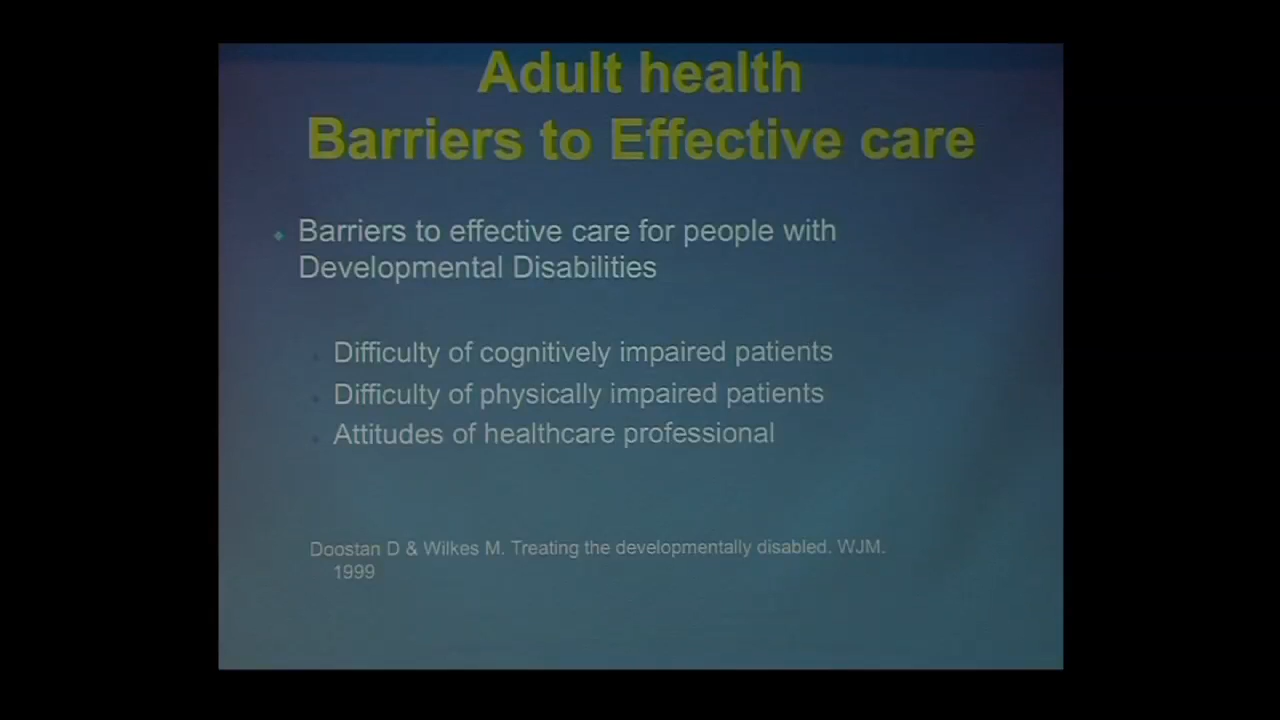 Adult health
Barriers to Effective care
Barriers to effective care for people with
Developmental Disabilities
Difficulty of cognitively impaired patients
Difficulty of physically impaired patients
Attitudes of healthcare professional
Doostan D & Wilkes M. Treating the developmentally disabled. WJM.
1999